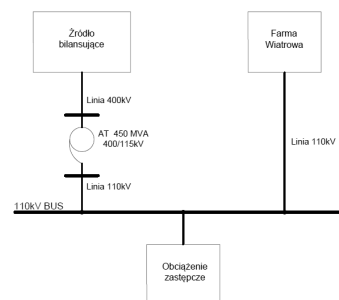 Źródło
bilansujące
Farma
Wiatrowa
Linia 400kV
AT 450 MVA
400/115kV
Linia 110kV
Linia 110kV
110kV BUS
Obciążenie
zastępcze